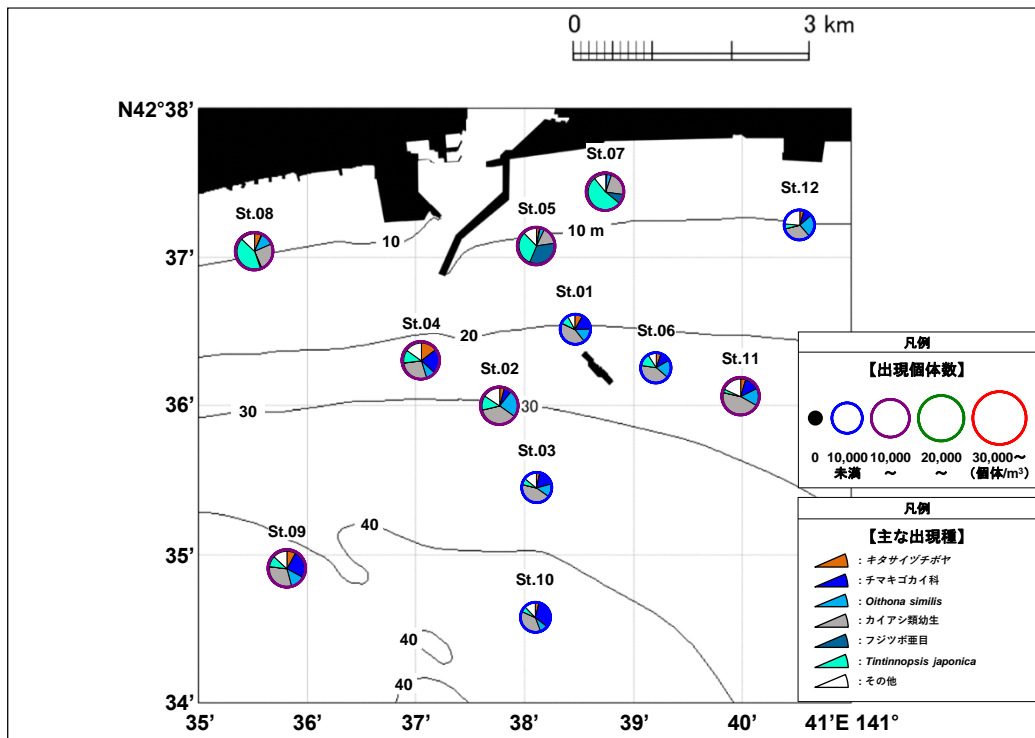 0 3 km
N42°38’
St.07
St.12
St.08
St.05
10 m
10
37’
St.01
St.04
20
St.06
St.02
St.11
36’
30
30
St.03
40
St.09
35’
St.10
40
40
34’
35’ 36’ 37’ 38’ 39’ 40’ 41’E 141°
凡例
【出現個体数】
0 10,000 10,000 20,000 30,000～
未満 ～ ～ (個体/m³)
凡例
【主な出現種】
：キタサイヅチボヤ
：チマキゴカイ科
：Oithona similis
：カイアシ類幼生
：フジツボ亜目
：Tintinnopsis japonica
：その他